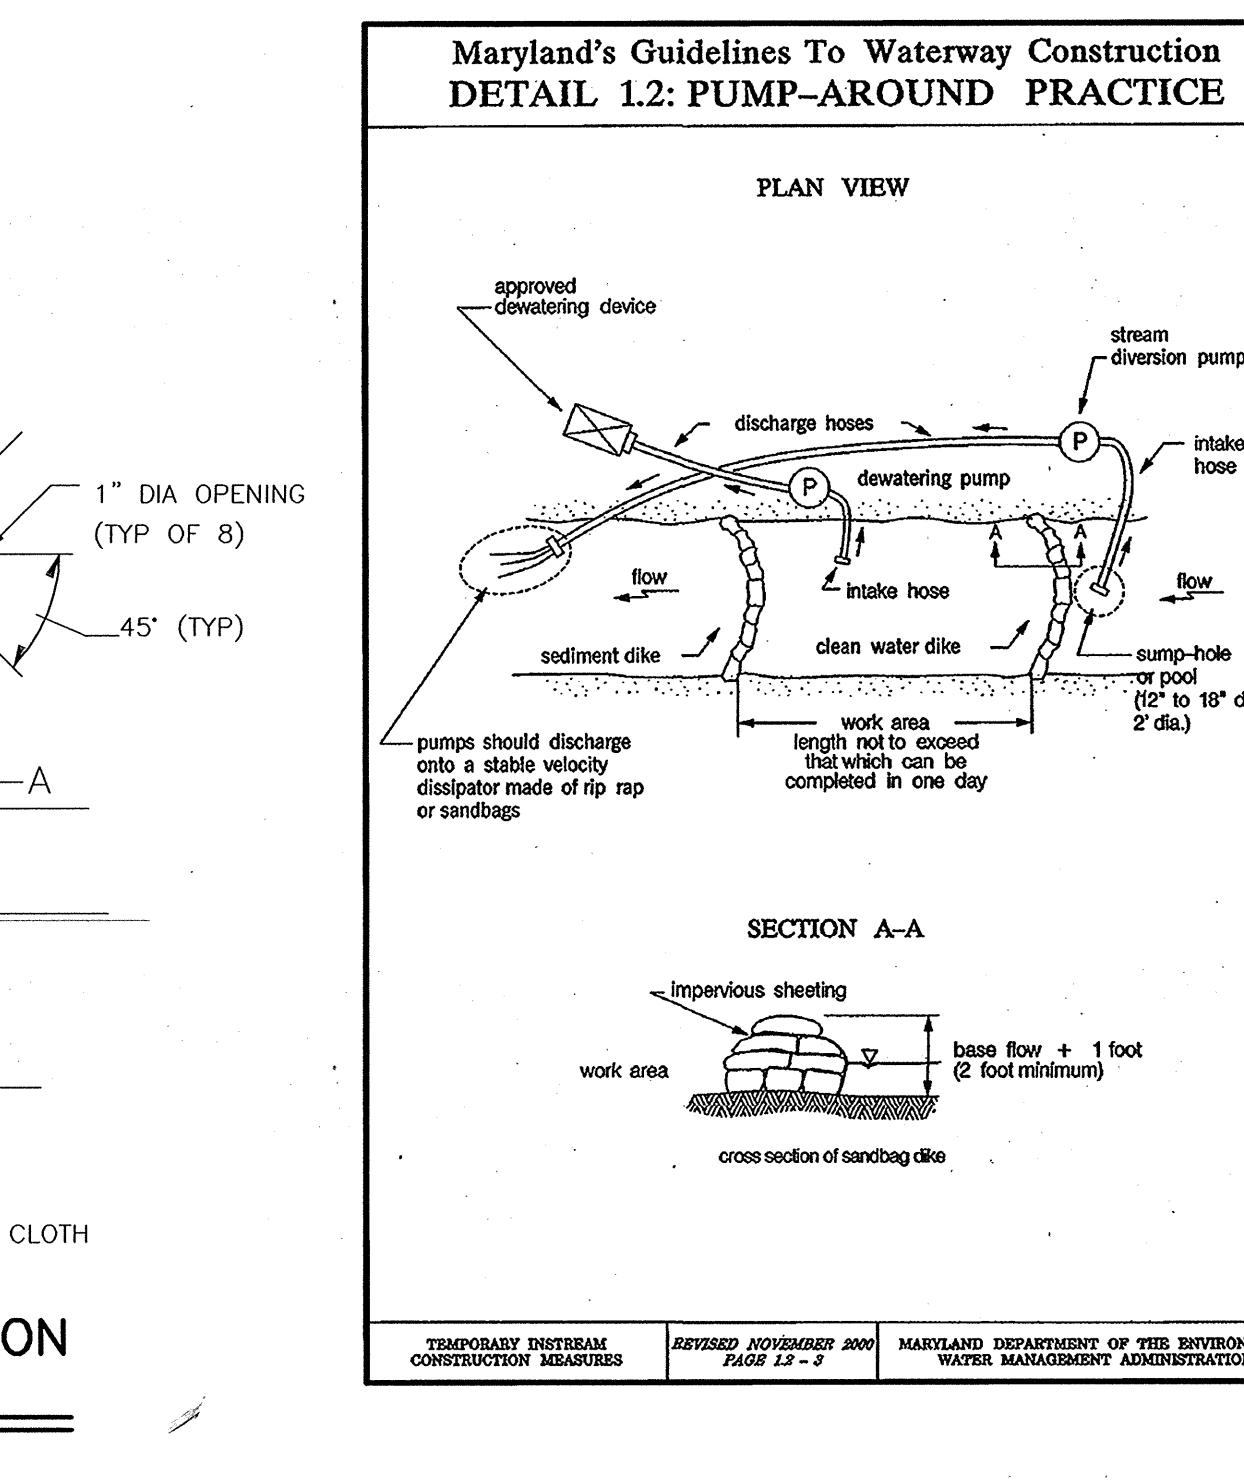 1" DIA OPENING
(TYP OF 8)
45° (TYP)
A
CLOTH
ON
Maryland's Guidelines To Waterway Construction
DETAIL 1.2: PUMP-AROUND PRACTICE
PLAN VIEW
approved
dewatering device
stream
diversion pump
discharge hoses
P
intake
hose
P
dewatering pump
A
A
flow
intake hose
flow
sediment dike
clean water dike
sump-hole
or pool
(12" to 18" d
2' dia.)
work area
length not to exceed
that which can be
completed in one day
pumps should discharge
onto a stable velocity
dissipator made of rip rap
or sandbags
SECTION A-A
impervious sheeting
work area
base flow + 1 foot
(2 foot minimum)
cross section of sandbag dike
TEMPORARY INSTREAM
CONSTRUCTION MEASURES
REVISED NOVEMBER 2000
PAGE 1.2 - 3
MARYLAND DEPARTMENT OF THE ENVIRON
WATER MANAGEMENT ADMINISTRATIO